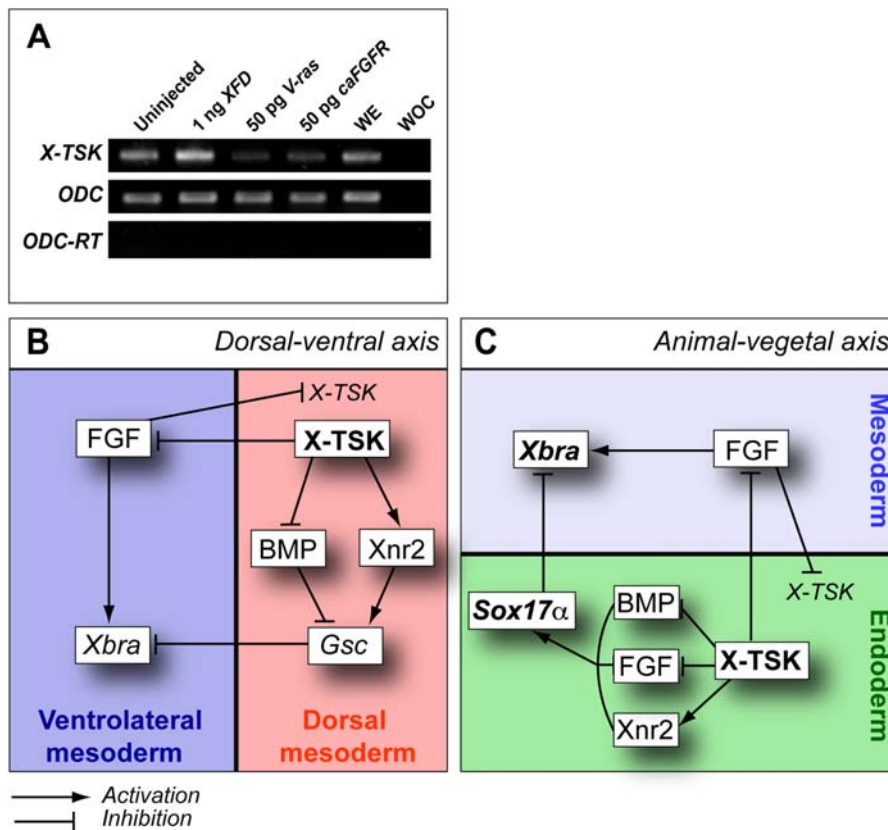 A
Uninjected
1 ng XFD
50 pg V-ras
50 pg caFGFR
WE
WOC
X-TSK
ODC
ODC-RT
B
Dorsal-ventral axis
X-TSK
FGF
X-TSK
BMP
Xnr2
Xbra
Gsc
Ventrolateral
mesoderm
Dorsal
mesoderm
C
Animal-vegetal axis
Xbra
FGF
Mesoderm
X-TSK
Sox17α
BMP
FGF
X-TSK
Xnr2
Endoderm
Activation
Inhibition